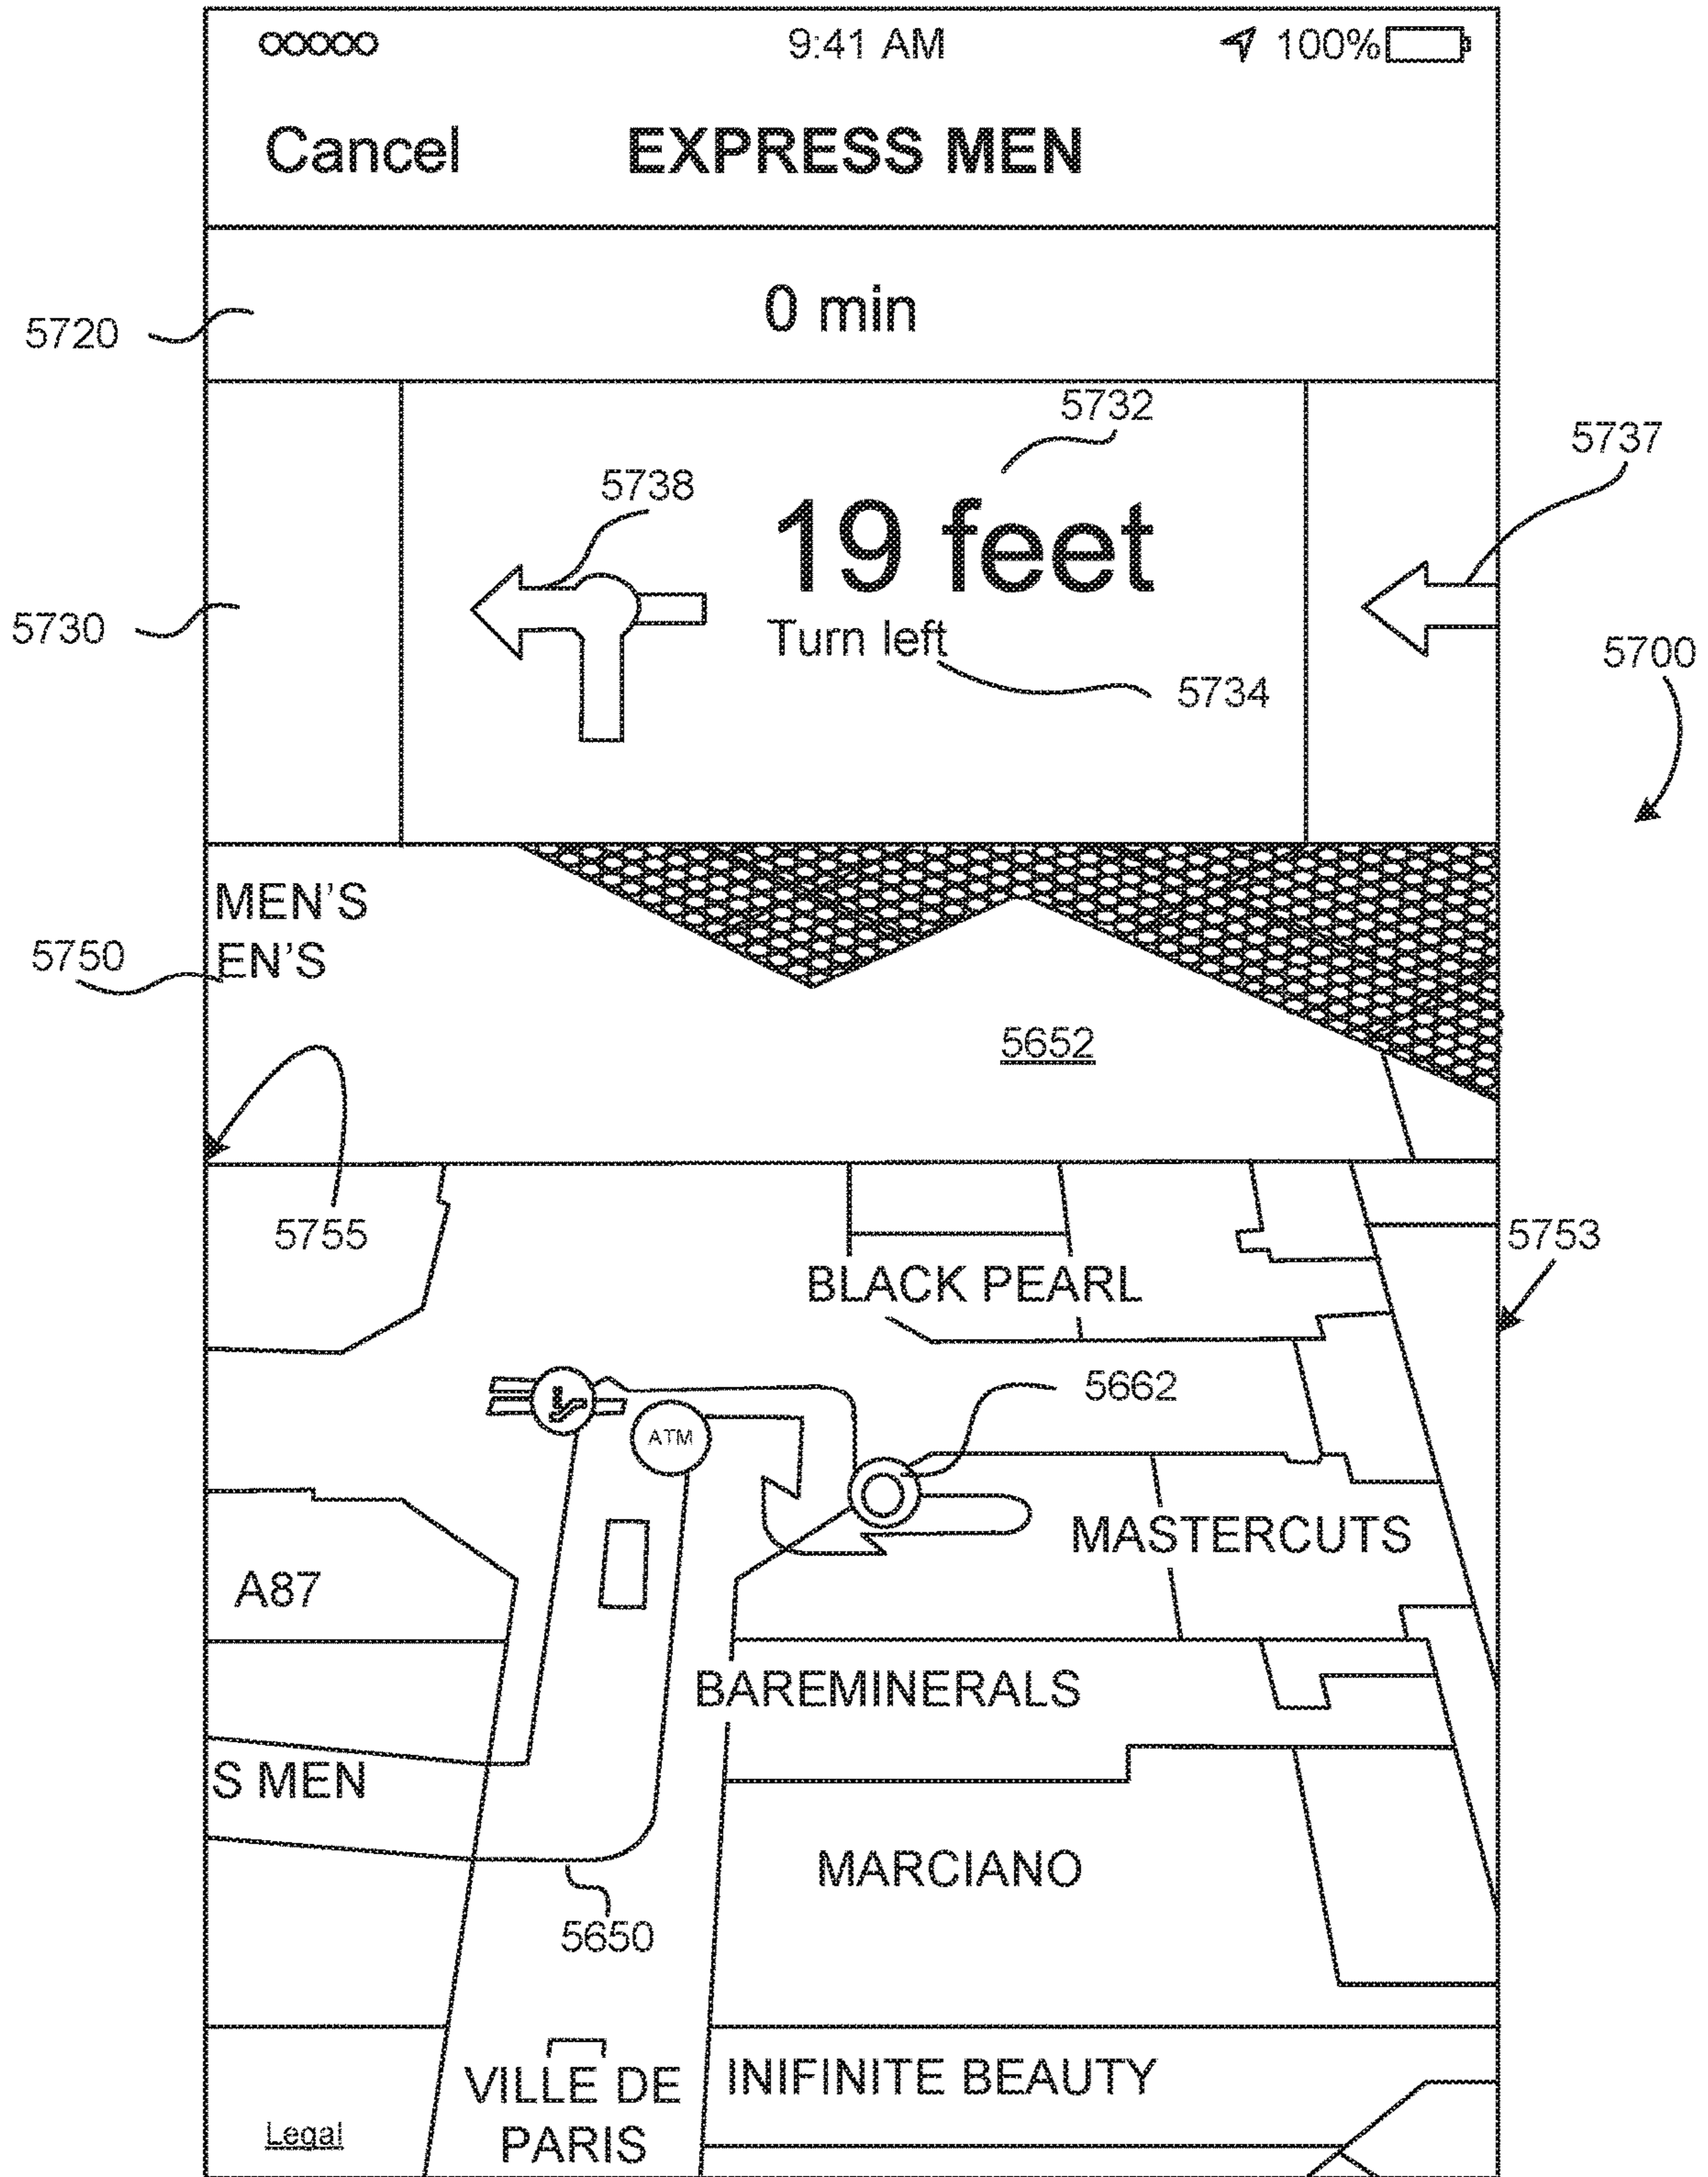 9:41 AM
100%
Cancel
EXPRESS MEN
5720
0 min
5732
5737
5738
19 feet
5730
Turn left
5700
5734
MEN'S
5750
EN'S
5652
5755
5753
BLACK PEARL
5662
ATM
MASTERCUTS
A87
BAREMINERALS
S MEN
MARCIANO
5650
VILLE DE
PARIS
INIFINITE BEAUTY
Legal